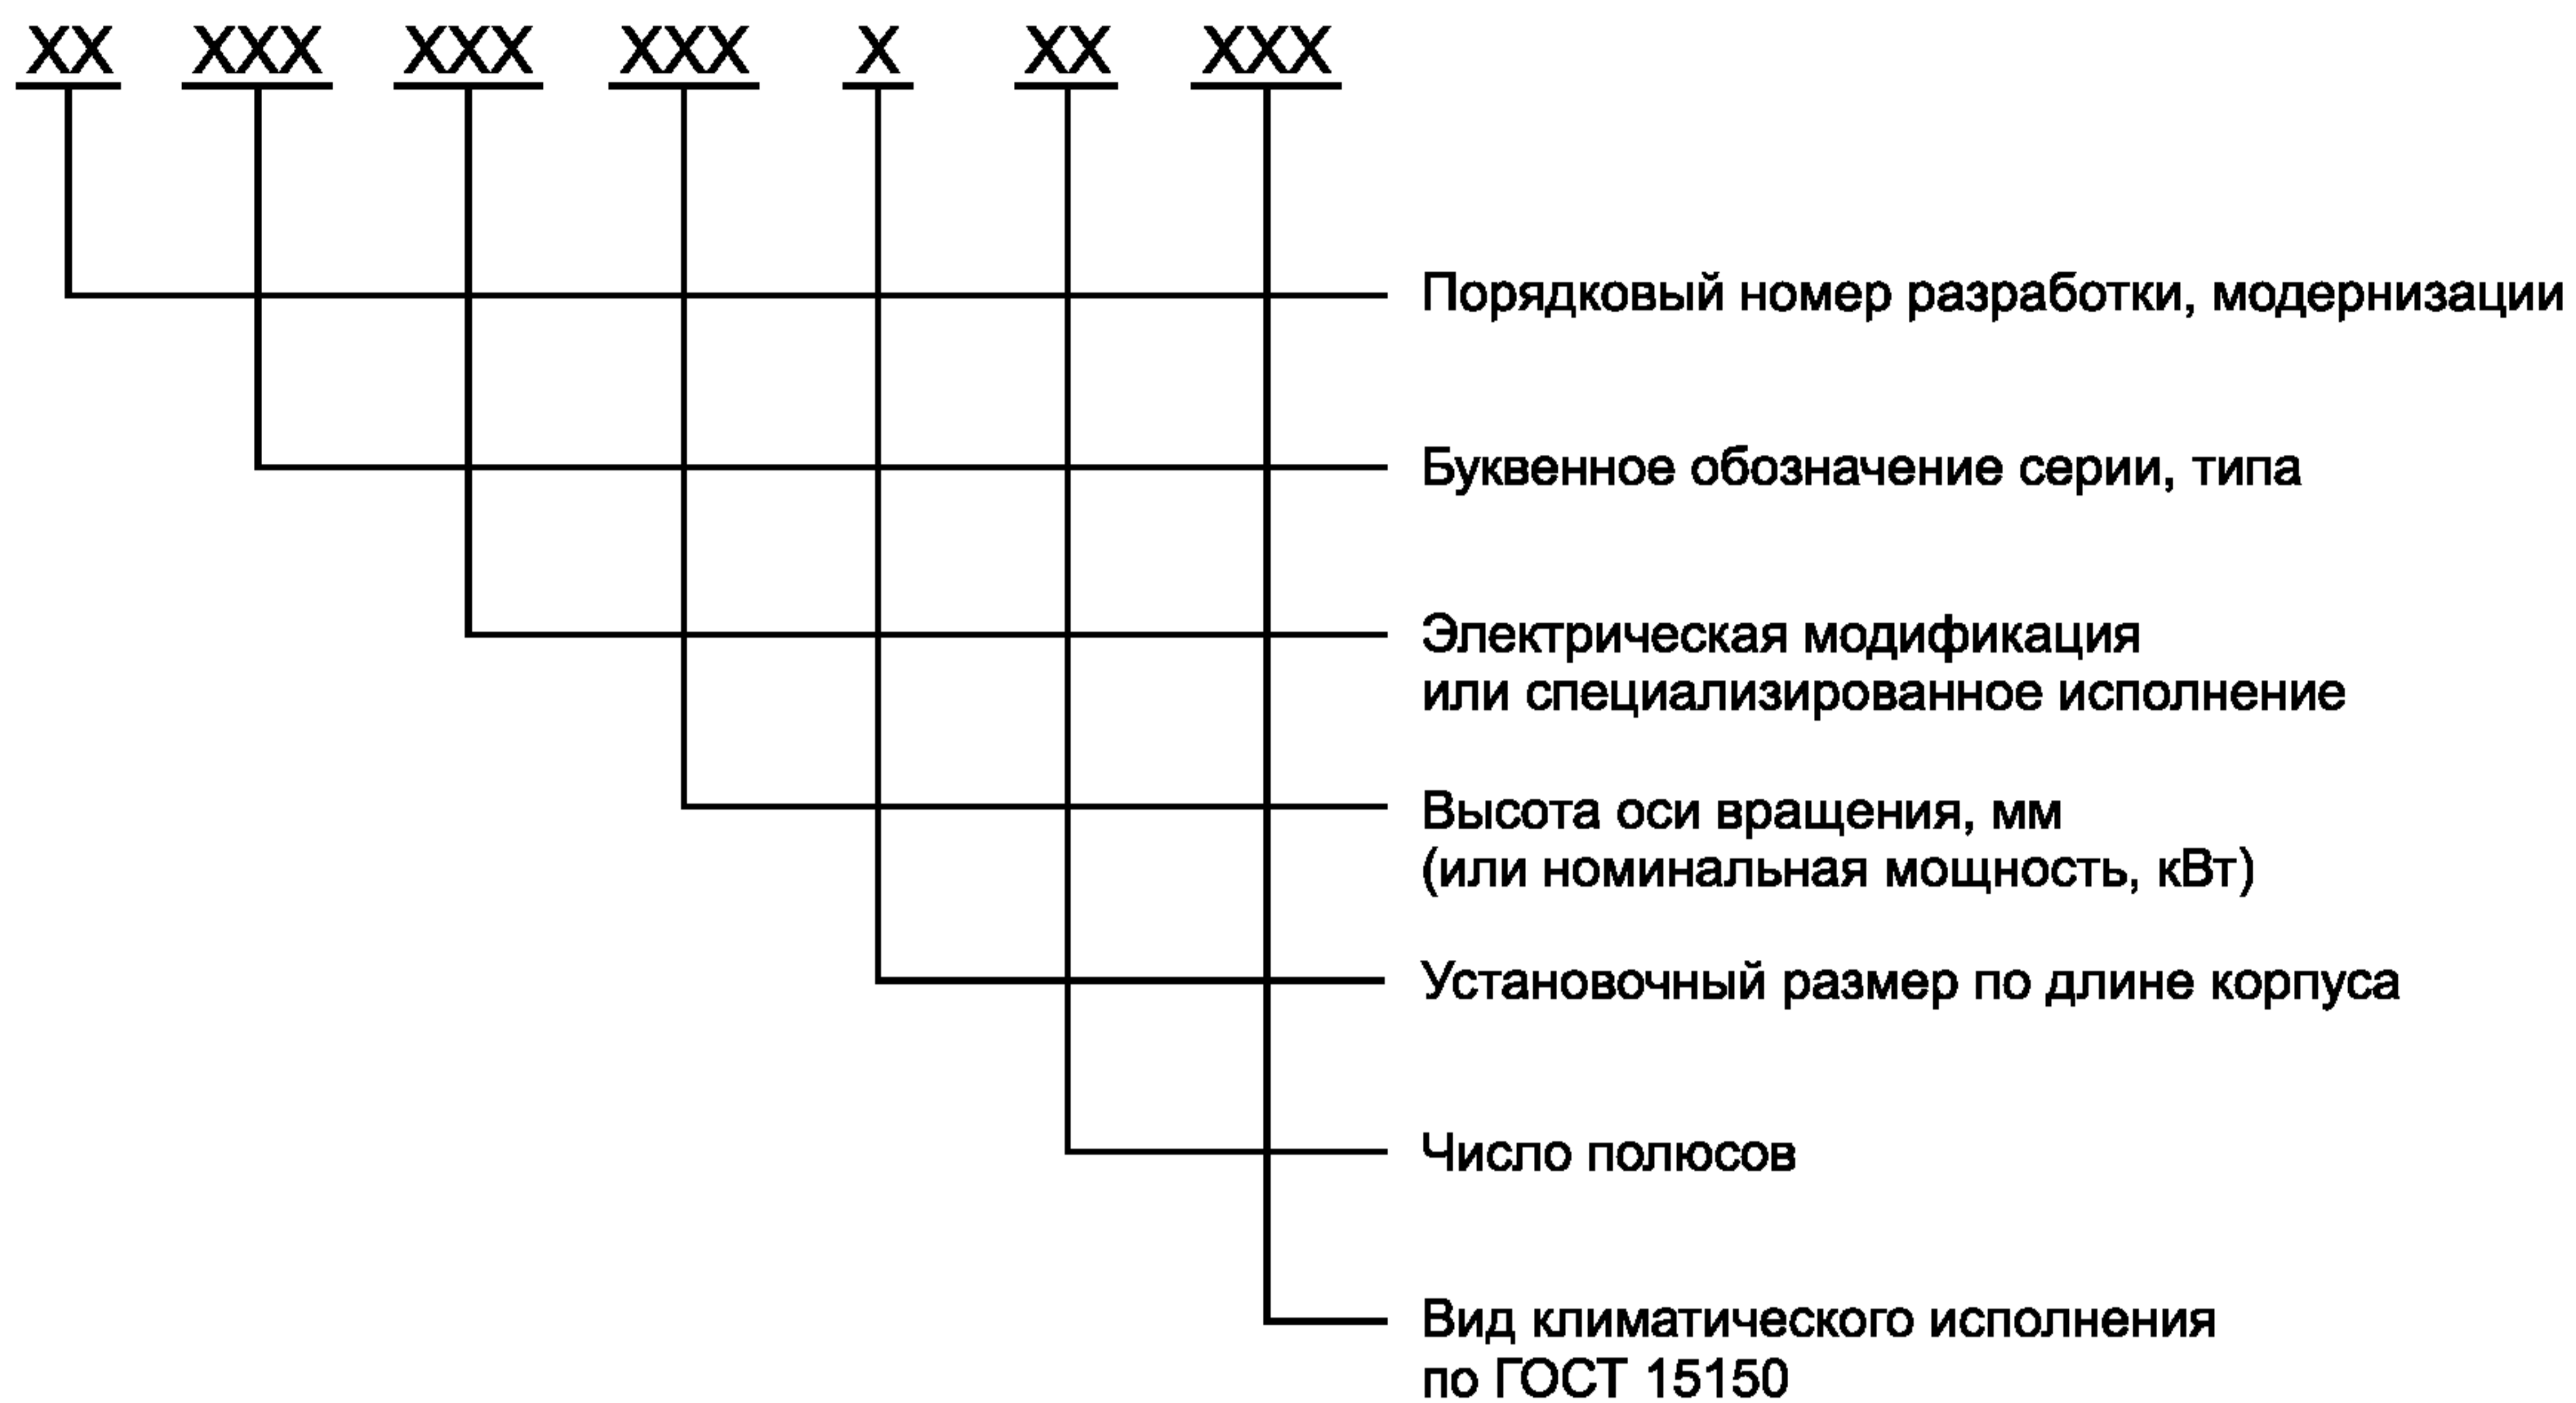 XX XXX XXX XXX X XX XXX
Порядковый номер разработки, модернизации
Буквенное обозначение серии, типа
Электрическая модификация
или специализированное исполнение
Высота оси вращения, мм
(или номинальная мощность, кВт)
Установочный размер по длине корпуса
Число полюсов
Вид климатического исполнения
по ГОСТ 15150